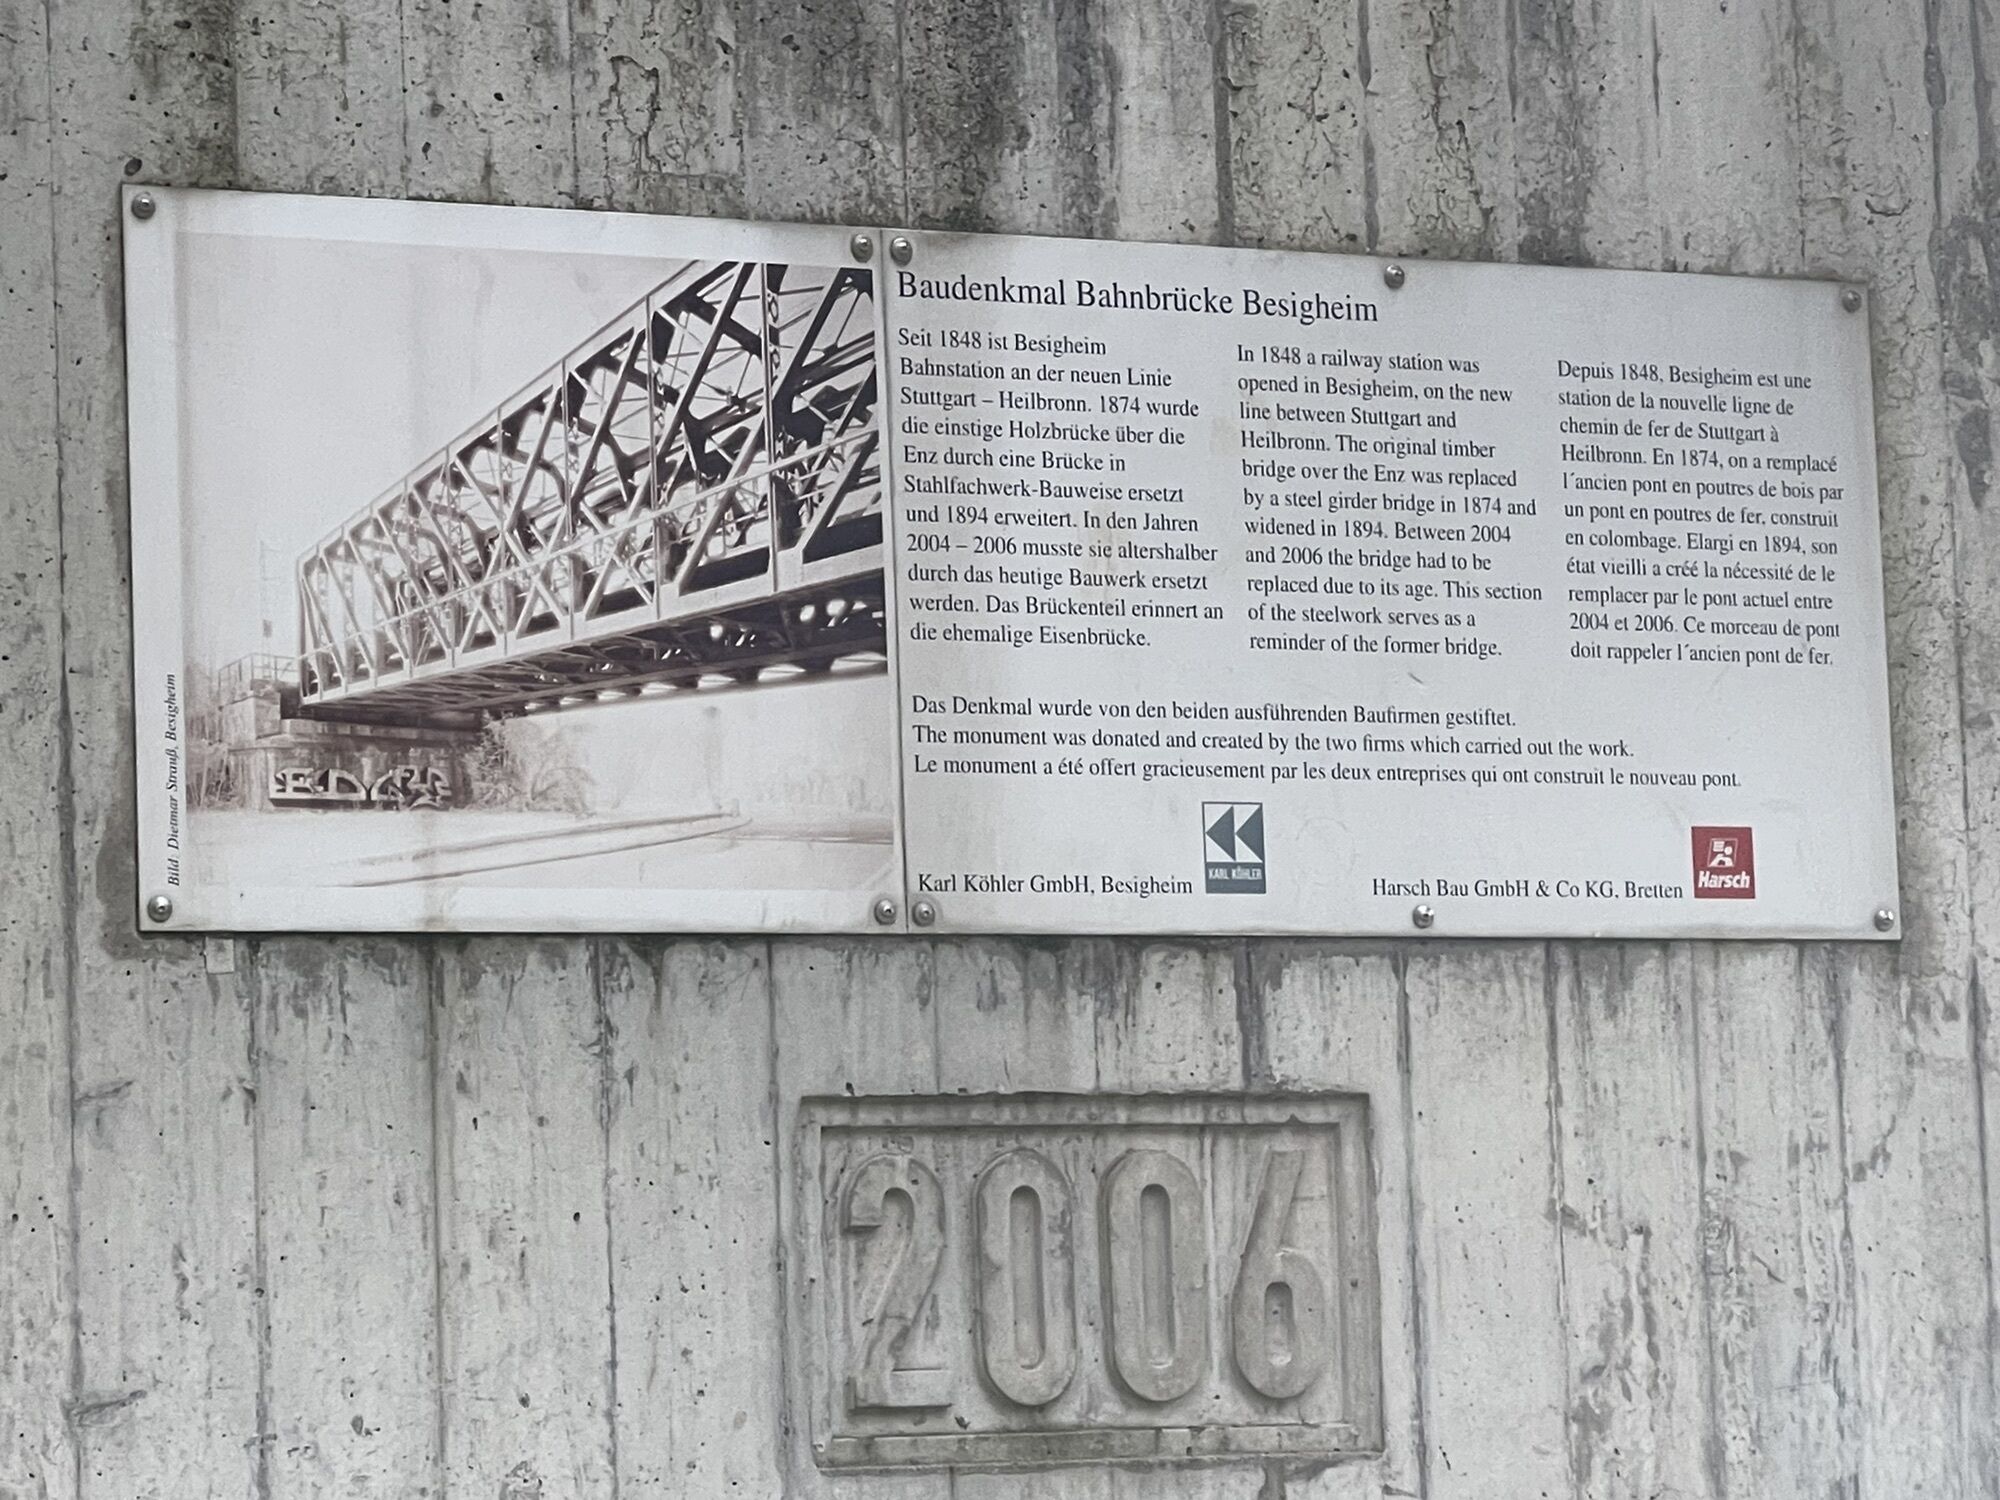 Baudenkmal Bahnbrücke Besigheim
Seit 1848 ist Besigheim
Bahnstation an der neuen Linie
Stuttgart – Heilbronn. 1874 wurde
die einstige Holzbrücke über die
Enz durch eine Brücke in
Stahlfachwerk-Bauweise ersetzt
und 1894 erweitert. In den Jahren
2004 – 2006 musste sie altershalber
durch das heutige Bauwerk ersetzt
werden. Das Brückenteil erinnert an
die ehemalige Eisenbrücke.
In 1848 a railway station was
opened in Besigheim, on the new
line between Stuttgart and
Heilbronn. The original timber
bridge over the Enz was replaced
by a steel girder bridge in 1874 and
widened in 1894. Between 2004
and 2006 the bridge had to be
replaced due to its age. This section
of the steelwork serves as a
reminder of the former bridge.
Depuis 1848, Besigheim est une
station de la nouvelle ligne de
chemin de fer de Stuttgart à
Heilbronn. En 1874, on a remplacé
l´ancien pont en poutres de bois par
un pont en poutres de fer, construit
en colombage. Elargi en 1894, son
état vieilli a créé la nécessité de le
remplacer par le pont actuel entre
2004 et 2006. Ce morceau de pont
doit rappeler l´ancien pont de fer.
Das Denkmal wurde von den beiden ausführenden Baufirmen gestiftet.
The monument was donated and created by the two firms which carried out the work.
Le monument a été offert gracieusement par les deux entreprises qui ont construit le nouveau pont.
Karl Köhler GmbH, Besigheim
KARL KÖHLER
Harsch Bau GmbH & Co KG, Bretten
Harsch
Bild: Dietmar Strauß, Besigheim
2006